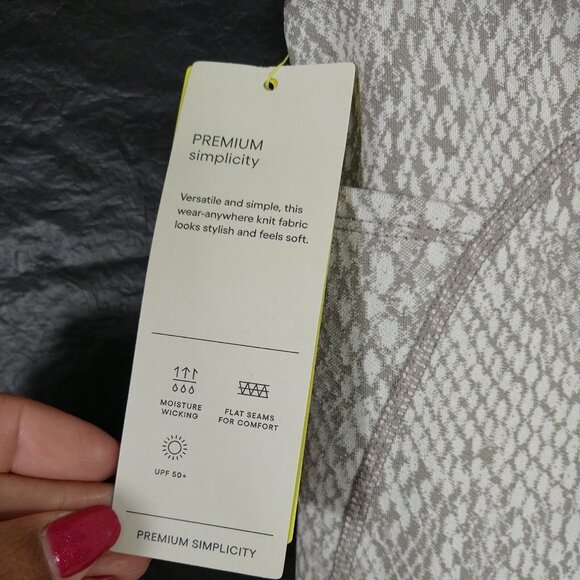 PREMIUM
simplicity
Versatile and simple, this
wear-anywhere knit fabric
looks stylish and feels soft.
MOISTURE
WICKING
FLAT SEAMS
FOR COMFORT
UPF 50+
PREMIUM SIMPLICITY